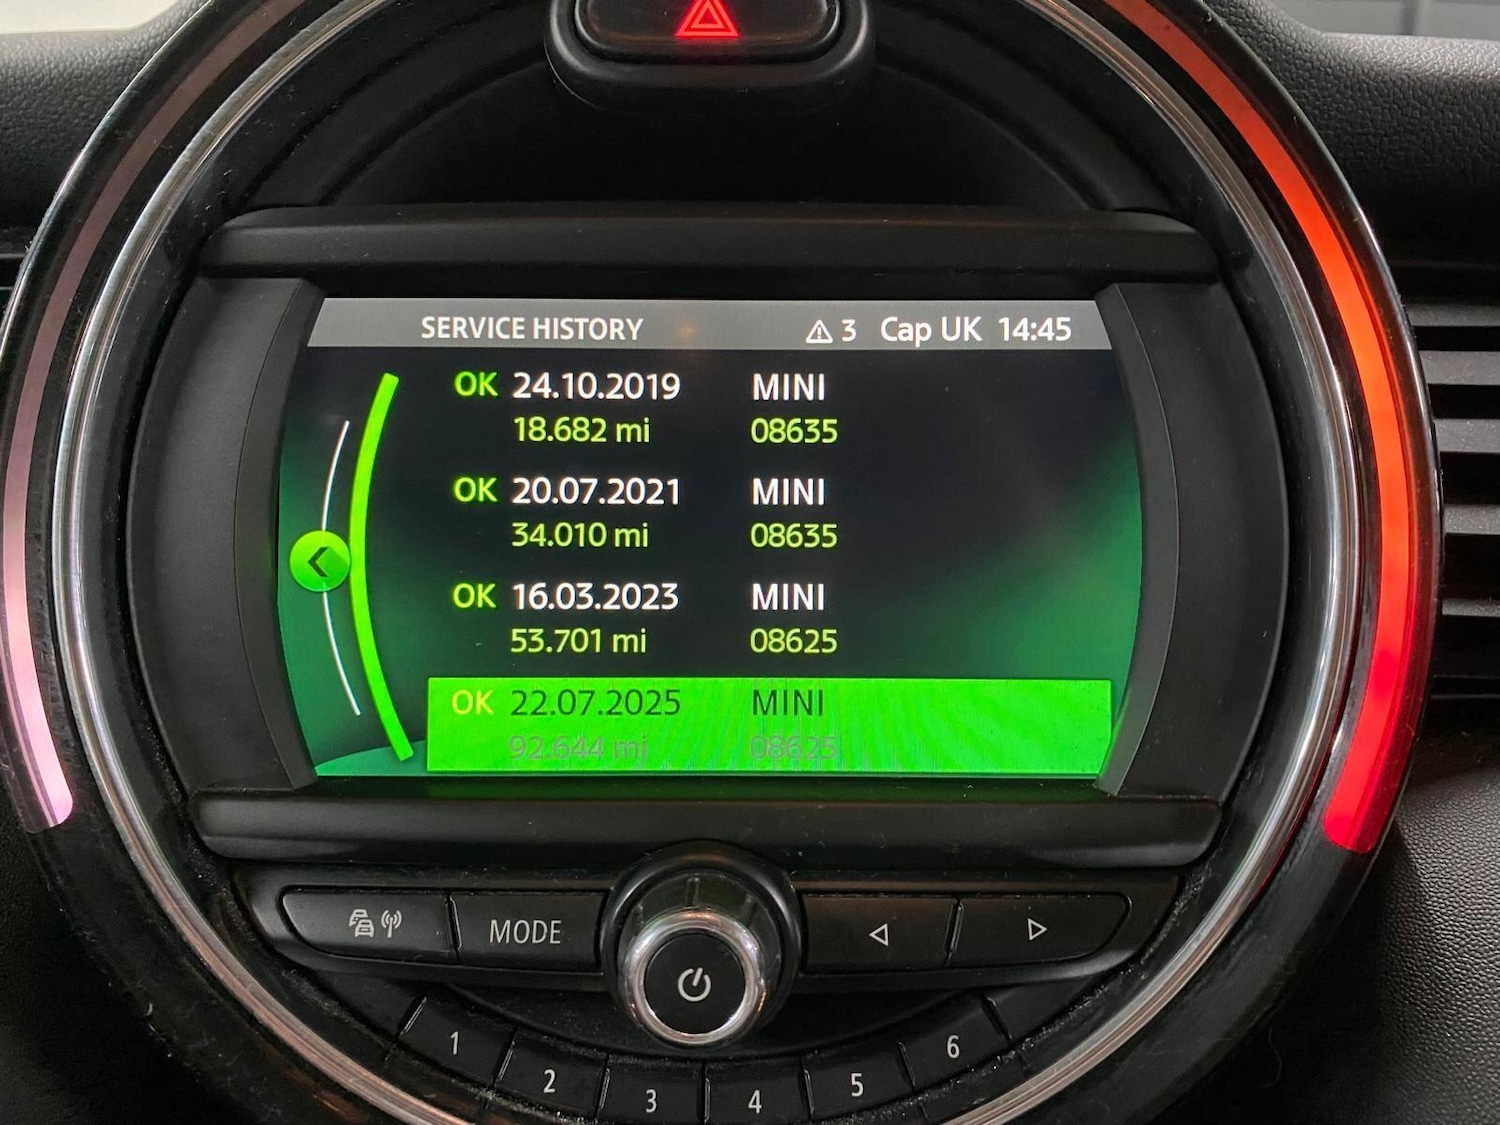 SERVICE HISTORY 3 Cap UK 14:45
OK 24.10.2019 MINI
18.682 mi 08635
OK 20.07.2021 MINI
34.010 mi 08635
OK 16.03.2023 MINI
53.701 mi 08625
OK 22.07.2025 MINI
92.644 mi 08625
MODE
1 2 3 4 5 6